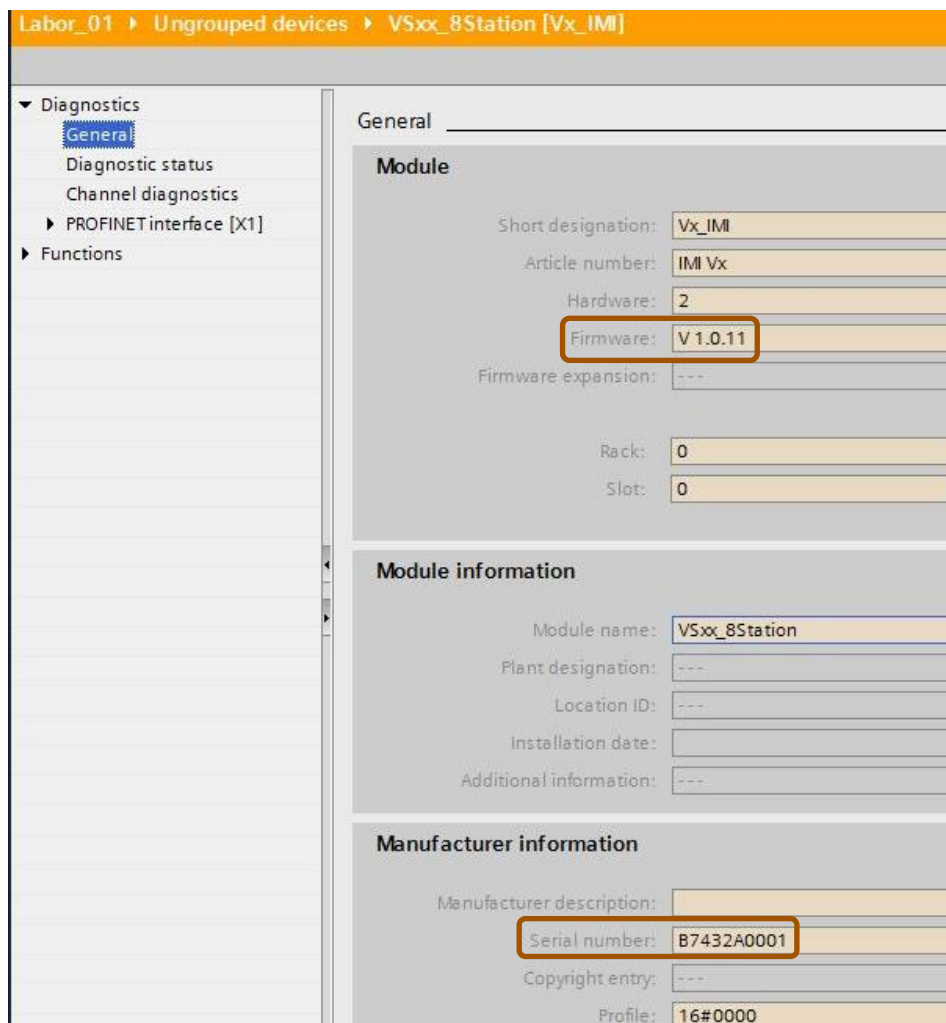 Labor_01 ▸ Ungrouped devices ▸ VSxx_8Station [Vx_IMI]
Diagnostics
General
Diagnostic status
Channel diagnostics
PROFINET interface [X1]
Functions
General
Module
Short designation: Vx_IMI
Article number: IMI Vx
Hardware: 2
Firmware: V 1.0.11
Firmware expansion: ---
Rack: 0
Slot: 0
Module information
Module name: VSxx_8Station
Plant designation: ---
Location ID: ---
Installation date:
Additional information: ---
Manufacturer information
Manufacturer description:
Serial number: B7432A0001
Copyright entry: ---
Profile: 16#0000